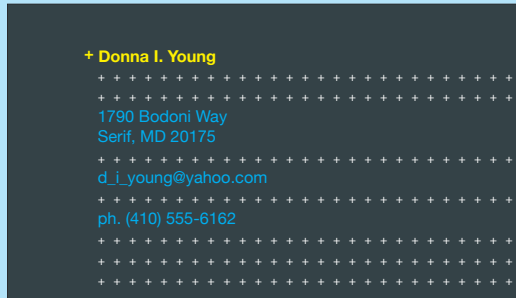 + Donna I. Young
+ + + + + + + + + + + + + + + + + + + + + + + + + + +
+ + + + + + + + + + + + + + + + + + + + + + + + + + +
1790 Bodoni Way
Serif, MD 20175
+ + + + + + + + + + + + + + + + + + + + + + + + + + +
d_i_young@yahoo.com
+ + + + + + + + + + + + + + + + + + + + + + + + + + +
ph. (410) 555-6162
+ + + + + + + + + + + + + + + + + + + + + + + + + + +
+ + + + + + + + + + + + + + + + + + + + + + + + + + +
+ + + + + + + + + + + + + + + + + + + + + + + + + + +